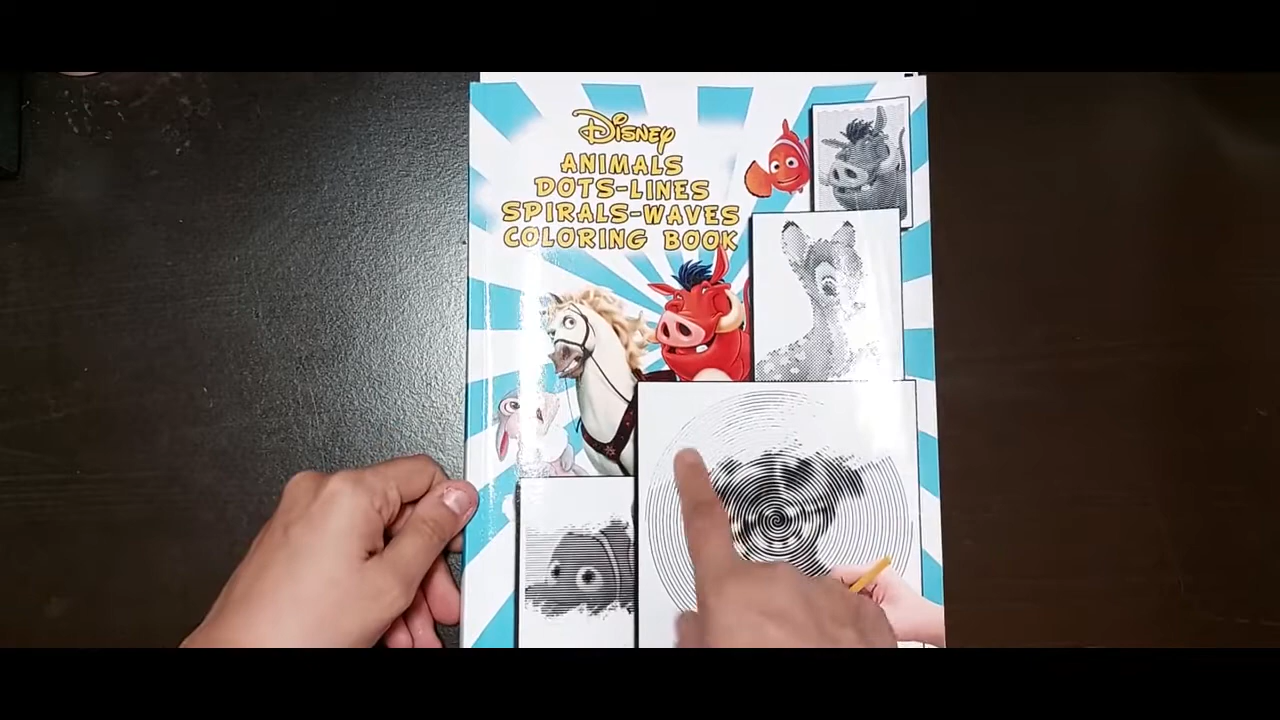 Disney
ANIMALS
DOTS-LINES
SPIRALS-WAVES
COLORING BOOK